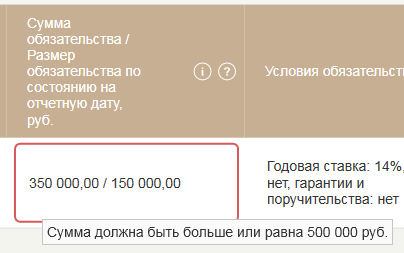 Сумма
обязательства /
Размер
обязательства по
состоянию на
отчетную дату,
руб.
i ?
Условия обязательст
350 000,00 / 150 000,00
Годовая ставка: 14%,
нет, гарантии и
поручительства: нет
Сумма должна быть больше или равна 500 000 руб.